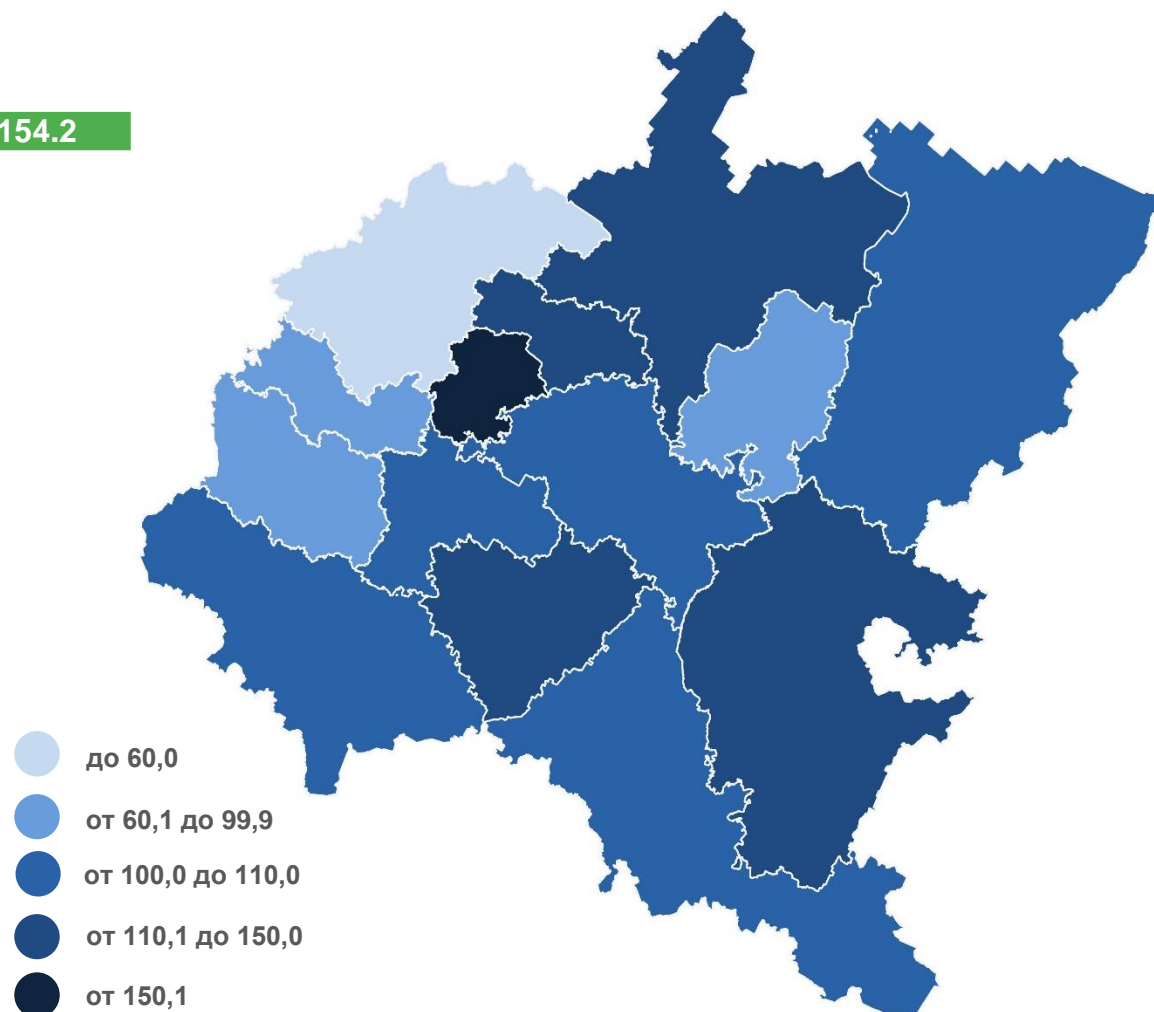 154.2
до 60,0
от 60,1 до 99,9
от 100,0 до 110,0
от 110,1 до 150,0
от 150,1